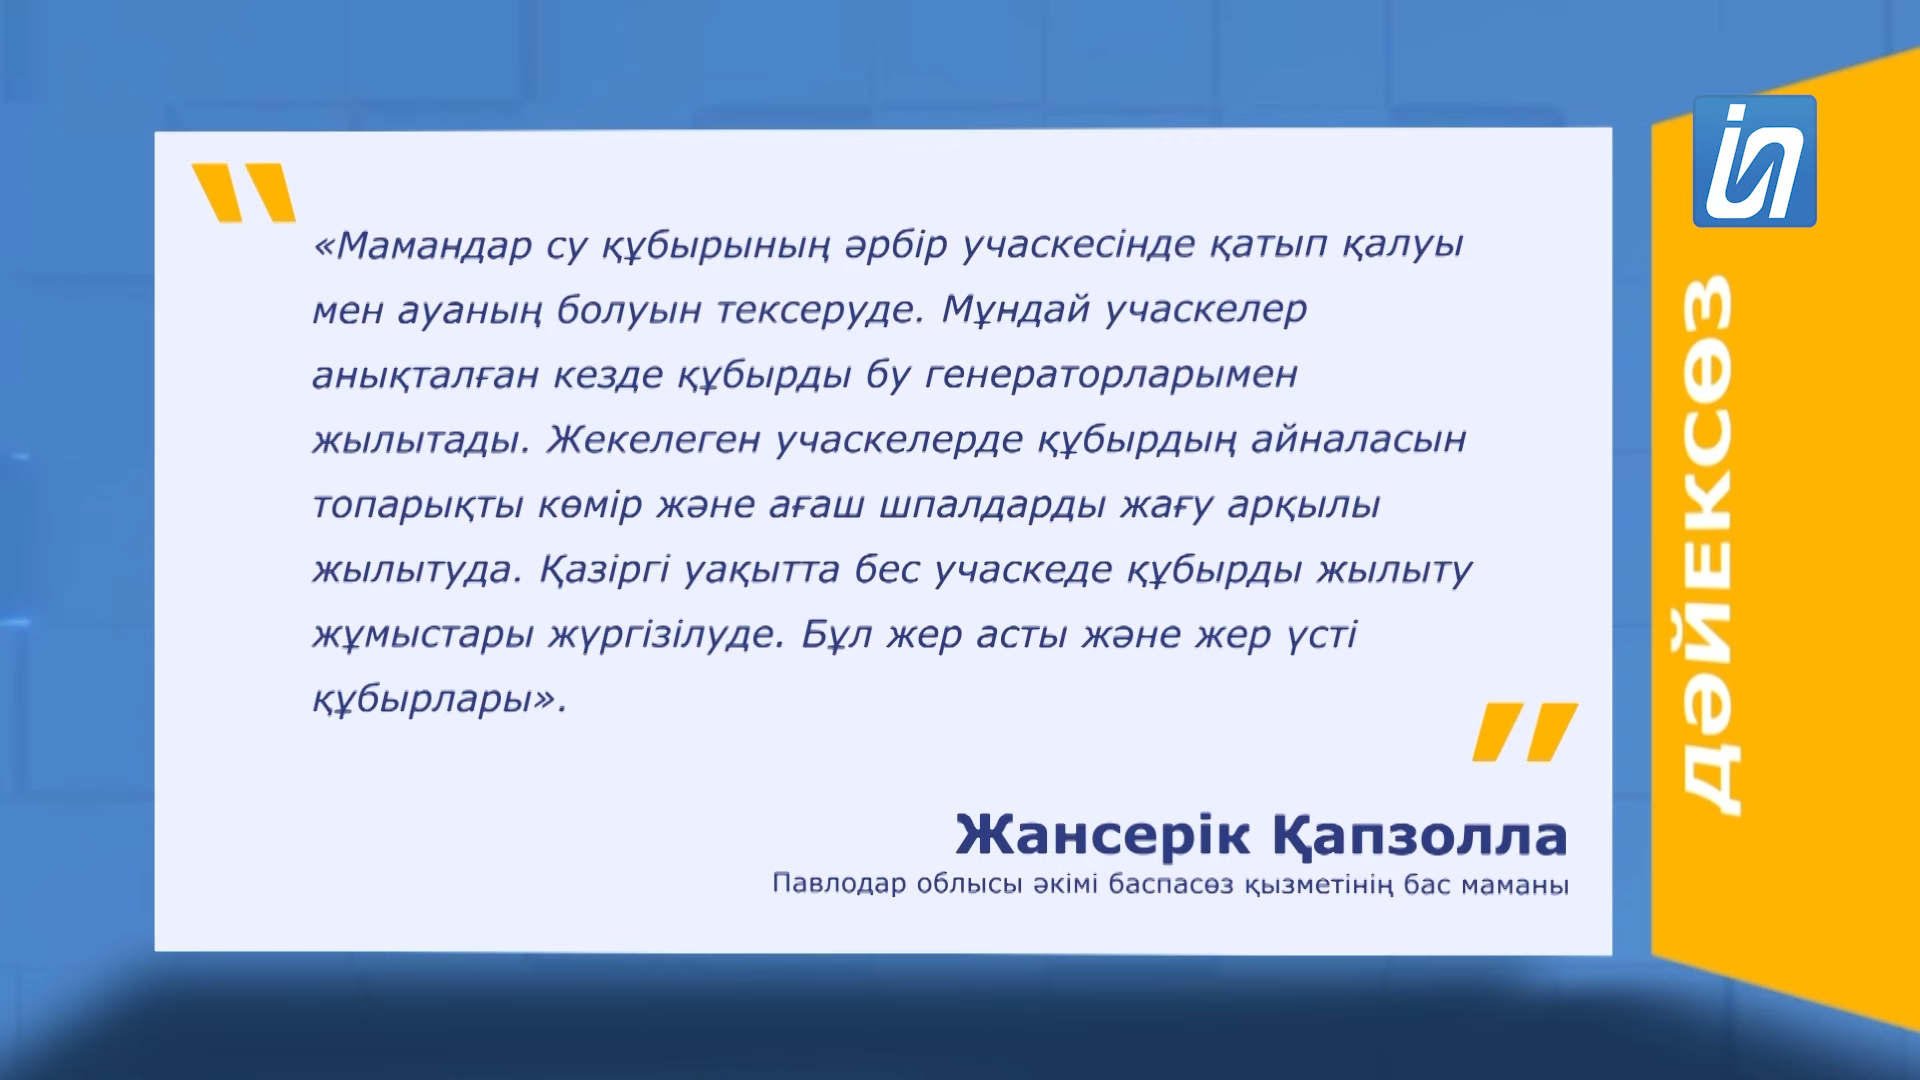 «Мамандар су құбырының әрбір учаскесінде қатып қалуы
мен ауаның болуын тексеруде. Мұндай учаскелер
анықталған кезде құбырды бу генераторларымен
жылытады. Жекелеген учаскелерде құбырдың айналасын
топарықты көмір және ағаш шпалдарды жағу арқылы
жылытуда. Қазіргі уақытта бес учаскеде құбырды жылыту
жұмыстары жүргізілуде. Бұл жер асты және жер үсті
құбырлары».
Жансерік Қапзолла
Павлодар облысы әкімі баспасөз қызметінің бас маманы
ДӘЙЕКСӨЗ